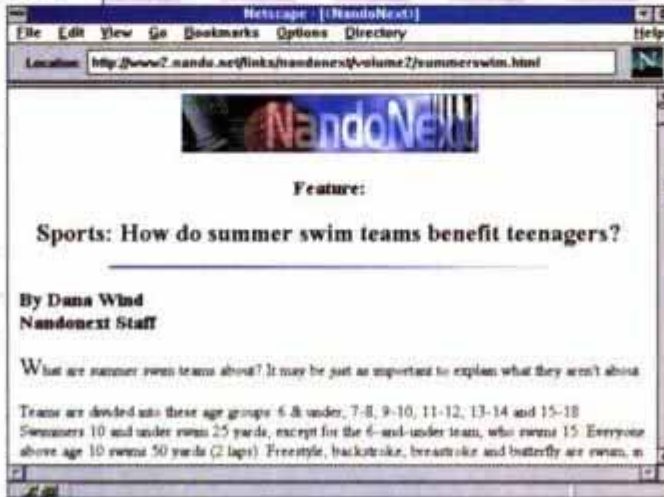 Netscape - [(NandoNext)]
File Edit View Go Bookmarks Options Directory Help
Location: http://www2.nando.net/links/nandonext/volume2/summerswim.html
N
NandoNext
Feature:
Sports: How do summer swim teams benefit teenagers?
By Dana Wind
Nandonext Staff
What are summer swim teams about? It may be just as important to explain what they aren't about
Teams are divided into these age groups: 6 & under, 7-8, 9-10, 11-12, 13-14 and 15-18
Swimmers 10 and under swim 25 yards, except for the 6-and-under team, who swims 15. Everyone
above age 10 swims 50 yards (2 laps). Freestyle, backstroke, breastroke and butterfly are swum, in